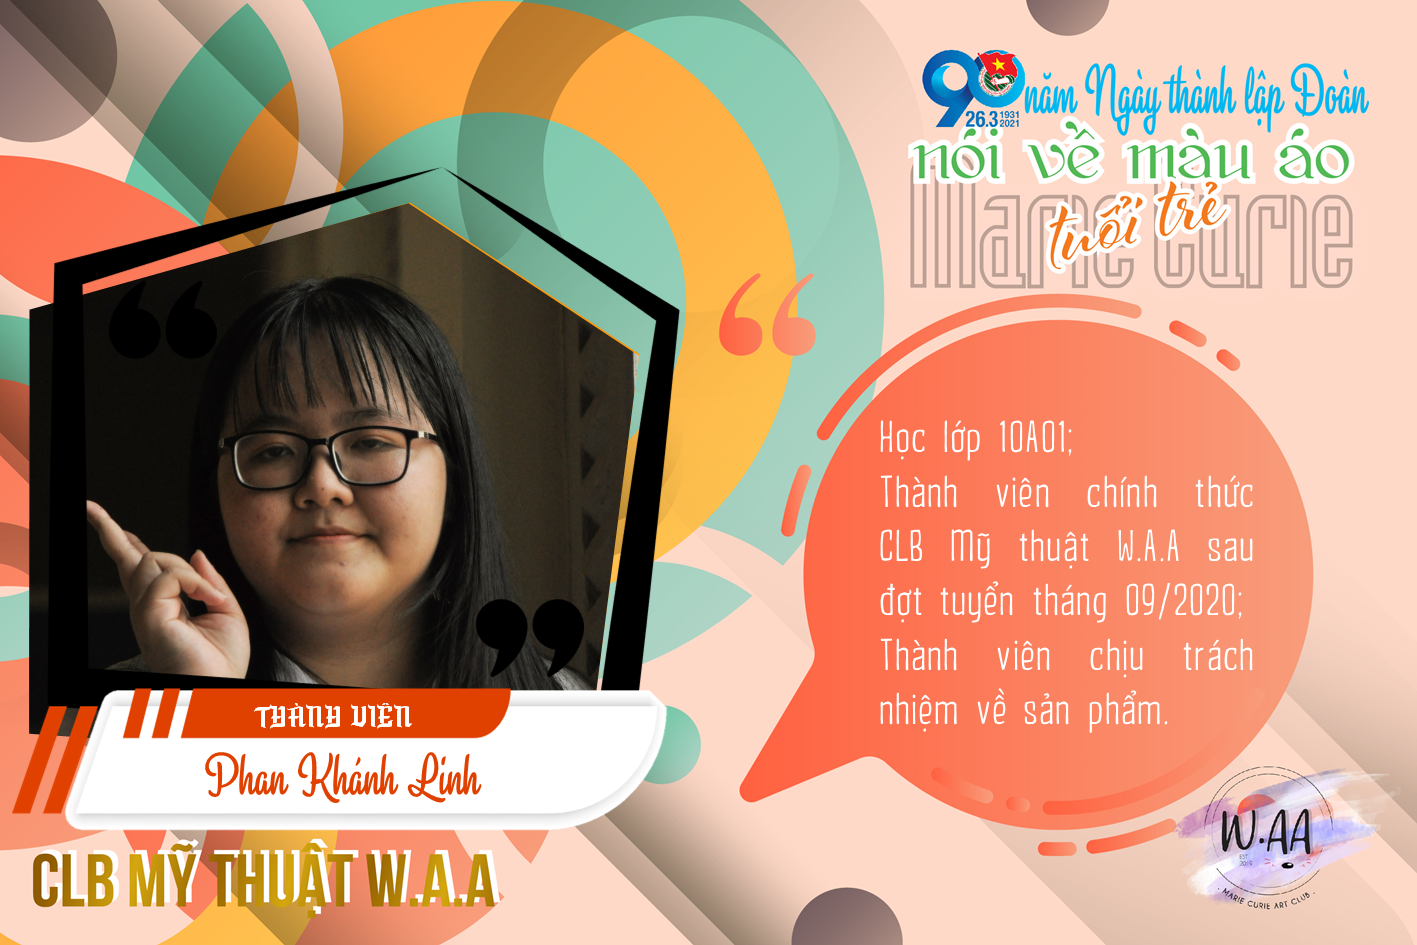 90 năm Ngày thành lập Đoàn
26.3 1931 2021
nói về màu áo
tuổi trẻ
Marie Curie
Học lớp 10A01;
Thành viên chính thức
CLB Mỹ thuật W.A.A sau
đợt tuyển tháng 09/2020;
Thành viên chịu trách
nhiệm về sản phẩm.
THÀNH VIÊN
Phan Khánh Linh
CLB MỸ THUẬT W.A.A
W.AA
MARIE CURIE ART CLUB